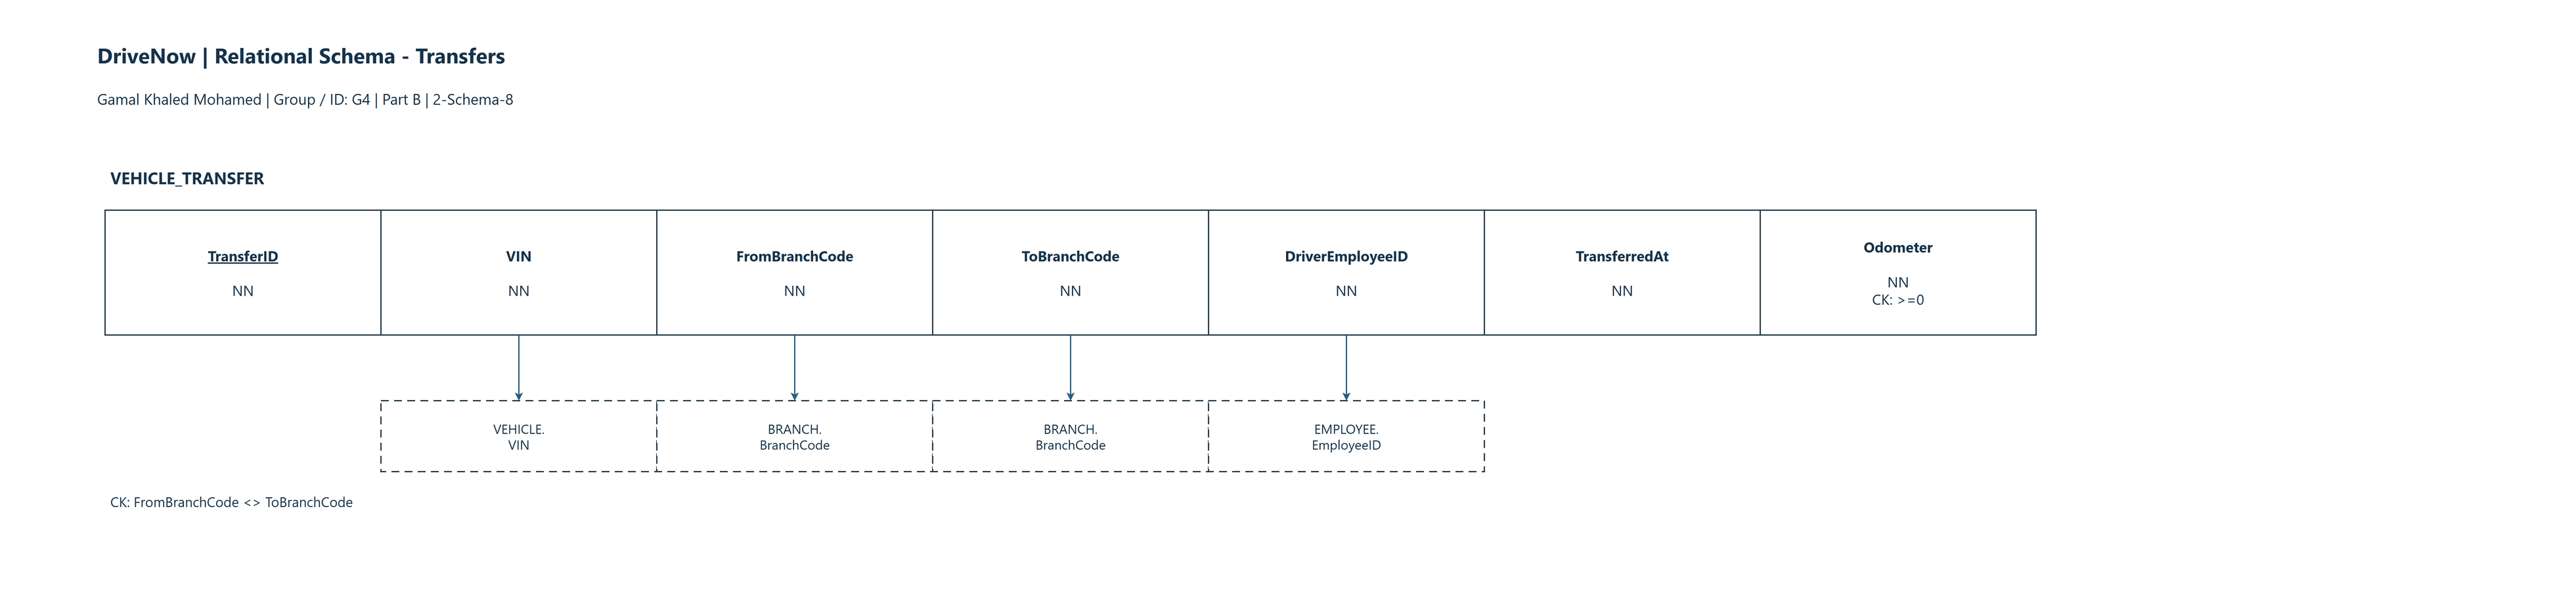 DriveNow | Relational Schema - Transfers
Gamal Khaled Mohamed | Group / ID: G4 | Part B | 2-Schema-8
VEHICLE_TRANSFER
TransferID
NN
VIN
NN
FromBranchCode
NN
ToBranchCode
NN
DriverEmployeeID
NN
TransferredAt
NN
Odometer
NN
CK: >=0
VEHICLE.
VIN
BRANCH.
BranchCode
BRANCH.
BranchCode
EMPLOYEE.
EmployeeID
CK: FromBranchCode <> ToBranchCode